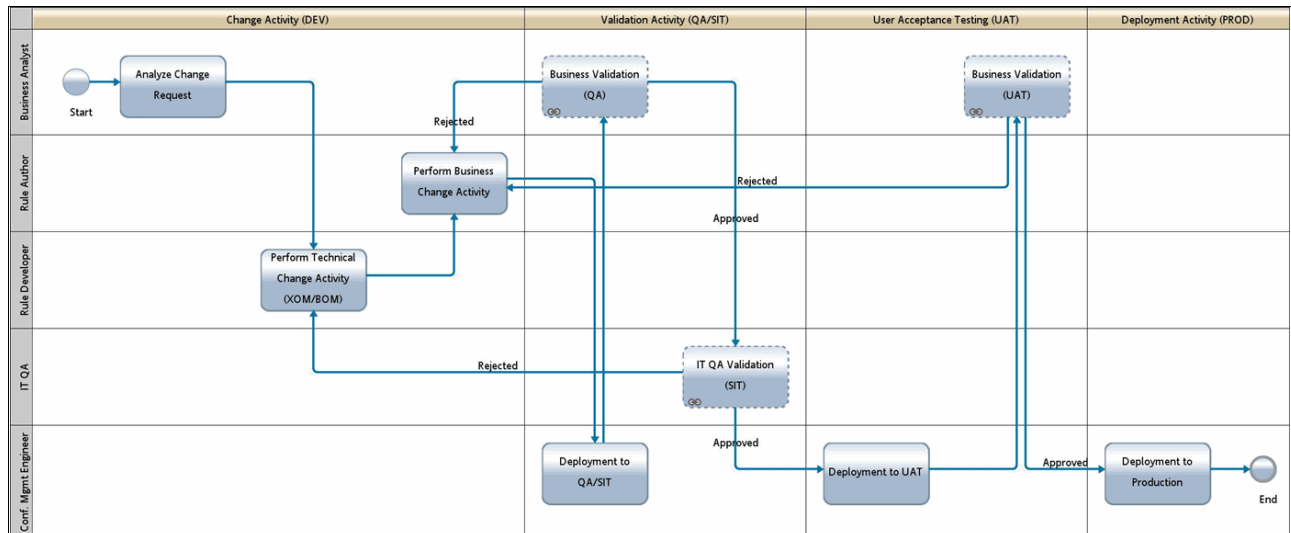 Change Activity (DEV)
Validation Activity (QA/SIT)
User Acceptance Testing (UAT)
Deployment Activity (PROD)
Business Analyst
Start
Analyze Change
Request
Business Validation
(QA)
Business Validation
(UAT)
Rejected
Rule Author
Perform Business
Change Activity
Rejected
Approved
Rule Developer
Perform Technical
Change Activity
(XOM/BOM)
IT QA
Rejected
IT QA Validation
(SIT)
Conf. Mgmt Engineer
Approved
Deployment to
QA/SIT
Deployment to UAT
Approved
Deployment to
Production
End